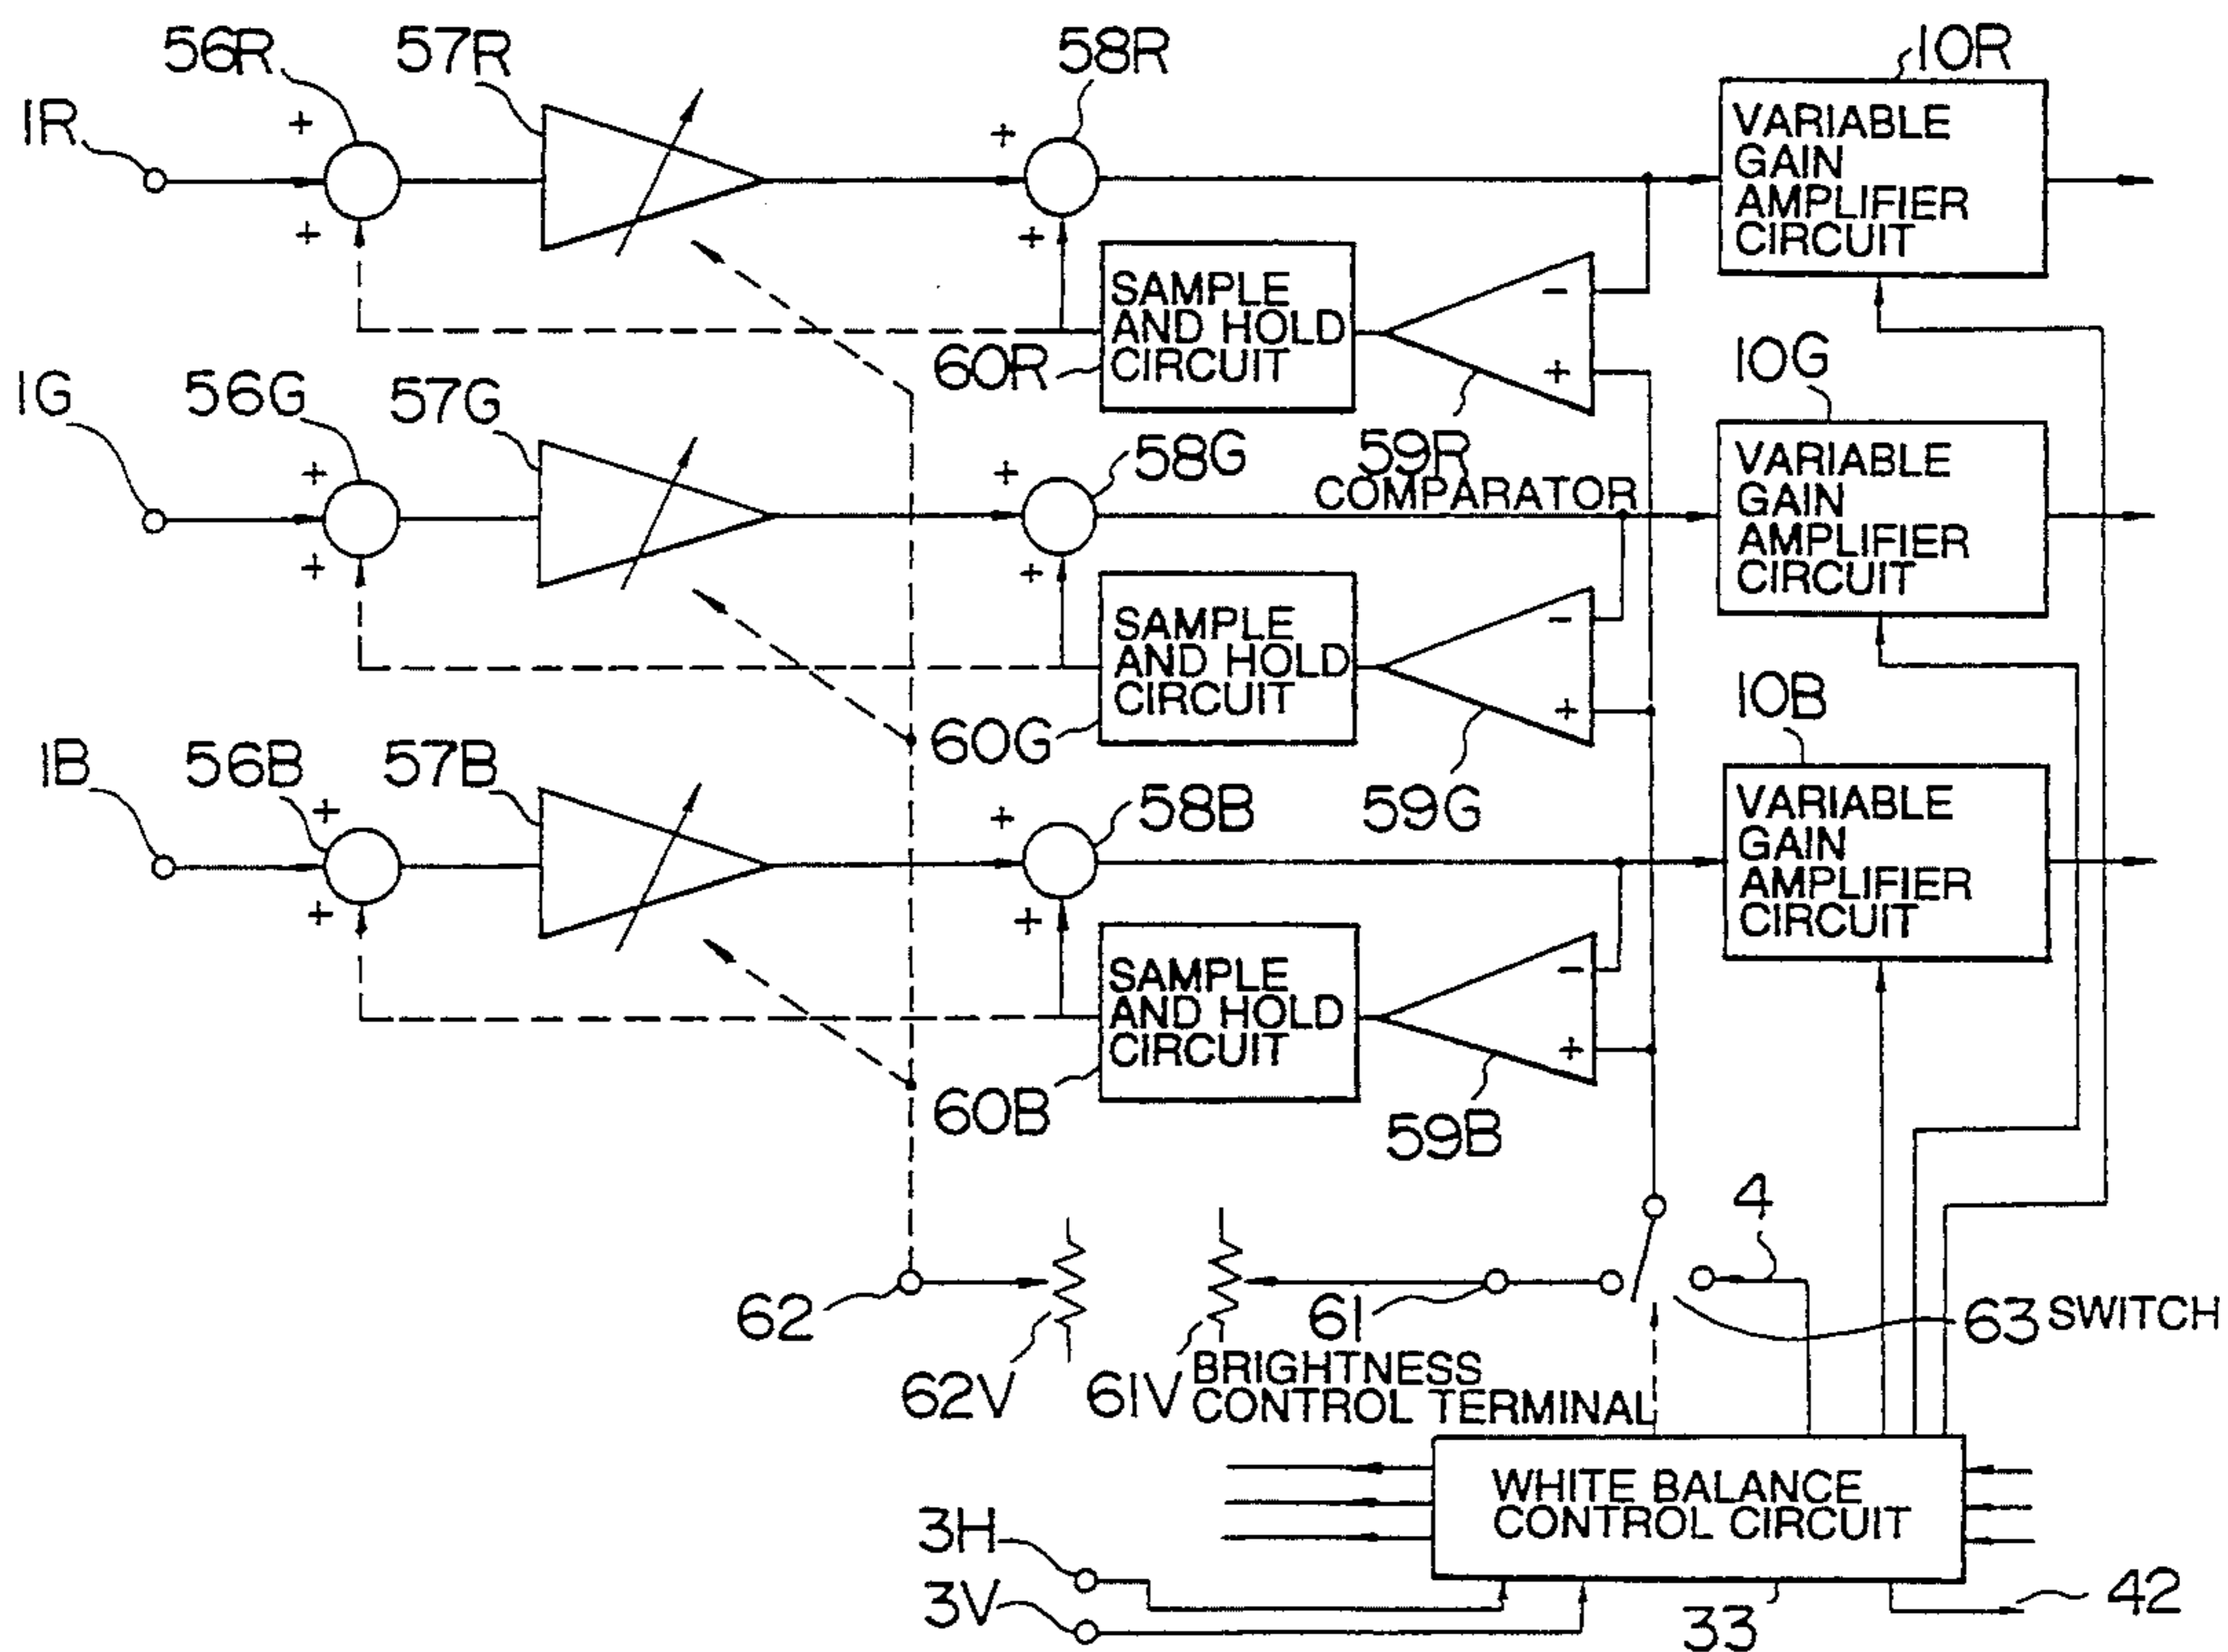 56R 57R 58R 10R
1R
+ +
VARIABLE
GAIN
AMPLIFIER
CIRCUIT
+ +
SAMPLE
AND HOLD
CIRCUIT
−
+
60R
10G
1G 56G 57G
58G
59R
COMPARATOR
+ +
VARIABLE
GAIN
AMPLIFIER
CIRCUIT
+ +
SAMPLE
AND HOLD
CIRCUIT
−
+
60G
10B
1B 56B 57B
58B
59G
+ +
VARIABLE
GAIN
AMPLIFIER
CIRCUIT
+ +
SAMPLE
AND HOLD
CIRCUIT
−
+
60B
59B
4
62
61
63 SWITCH
62V
61V BRIGHTNESS
CONTROL TERMINAL
WHITE BALANCE
CONTROL CIRCUIT
3H
3V
33
42